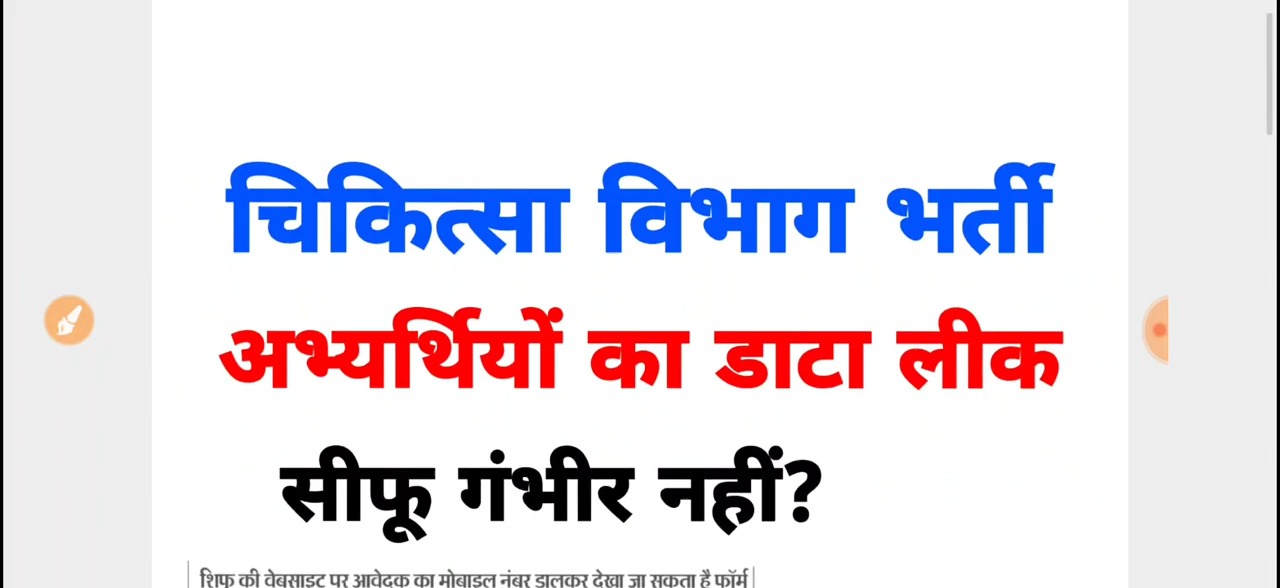 चिकित्सा विभाग भर्ती
अभ्यर्थियों का डाटा लीक
सीफू गंभीर नहीं?
शिफू की वेबसाइट पर आवेदक का मोबाइल नंबर डालकर देखा जा सकता है फॉर्म